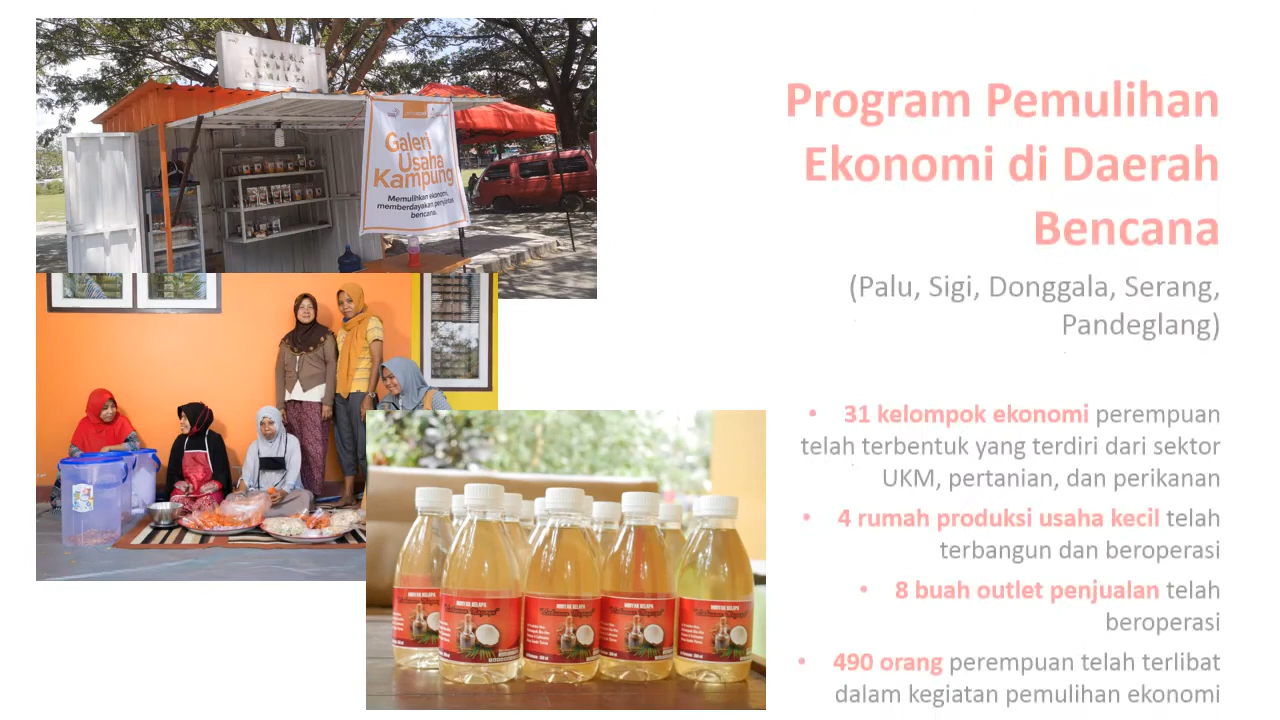 Galeri
Usaha
Kampung
Memulihkan ekonomi,
memberdayakan penyintas
bencana.
MINYAK KELAPA
Program Pemulihan
Ekonomi di Daerah
Bencana
(Palu, Sigi, Donggala, Serang,
Pandeglang)
• 31 kelompok ekonomi perempuan
telah terbentuk yang terdiri dari sektor
UKM, pertanian, dan perikanan
• 4 rumah produksi usaha kecil telah
terbangun dan beroperasi
• 8 buah outlet penjualan telah
beroperasi
• 490 orang perempuan telah terlibat
dalam kegiatan pemulihan ekonomi